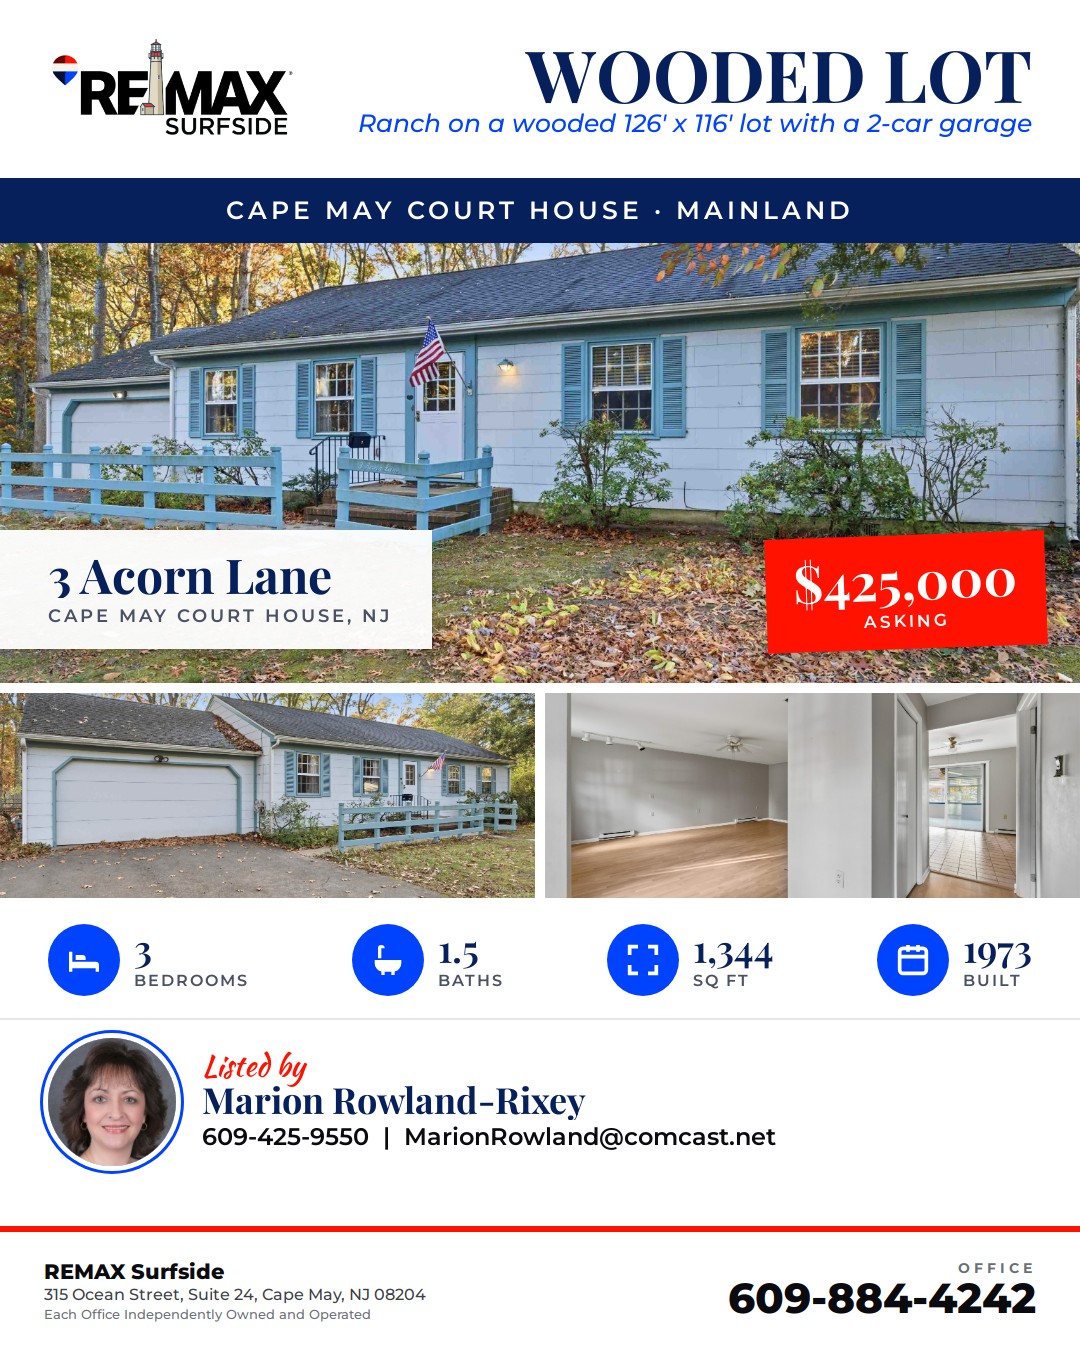 RE/MAX
SURFSIDE
WOODED LOT
Ranch on a wooded 126' x 116' lot with a 2-car garage
CAPE MAY COURT HOUSE · MAINLAND
3 Acorn Lane
CAPE MAY COURT HOUSE, NJ
$425,000
ASKING
3
BEDROOMS
1.5
BATHS
1,344
SQ FT
1973
BUILT
Listed by
Marion Rowland-Rixey
609-425-9550 | MarionRowland@comcast.net
REMAX Surfside
315 Ocean Street, Suite 24, Cape May, NJ 08204
Each Office Independently Owned and Operated
OFFICE
609-884-4242